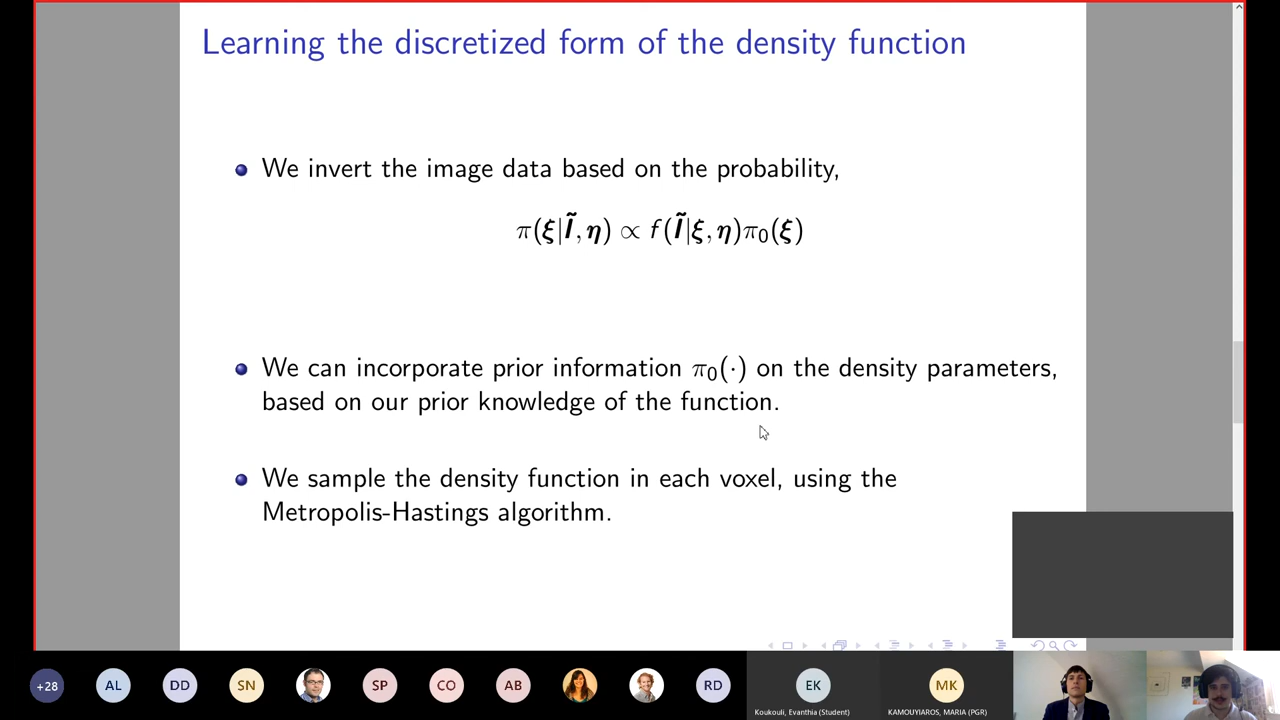 Learning the discretized form of the density function
We invert the image data based on the probability,
π(ξ|Ĩ, η) ∝ f(Ĩ|ξ, η)π₀(ξ)
We can incorporate prior information π₀(·) on the density parameters,
based on our prior knowledge of the function.
We sample the density function in each voxel, using the
Metropolis-Hastings algorithm.
+28
AL
DD
SN
SP
CO
AB
RD
EK
Koukouli, Evanthia (Student)
MK
KAMOUYIAROS, MARIA (PGR)